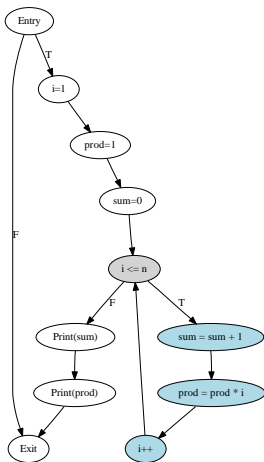 Entry
T
i=1
prod=1
sum=0
F
i <= n
F
T
Print(sum)
sum = sum + 1
Print(prod)
prod = prod * i
Exit
i++